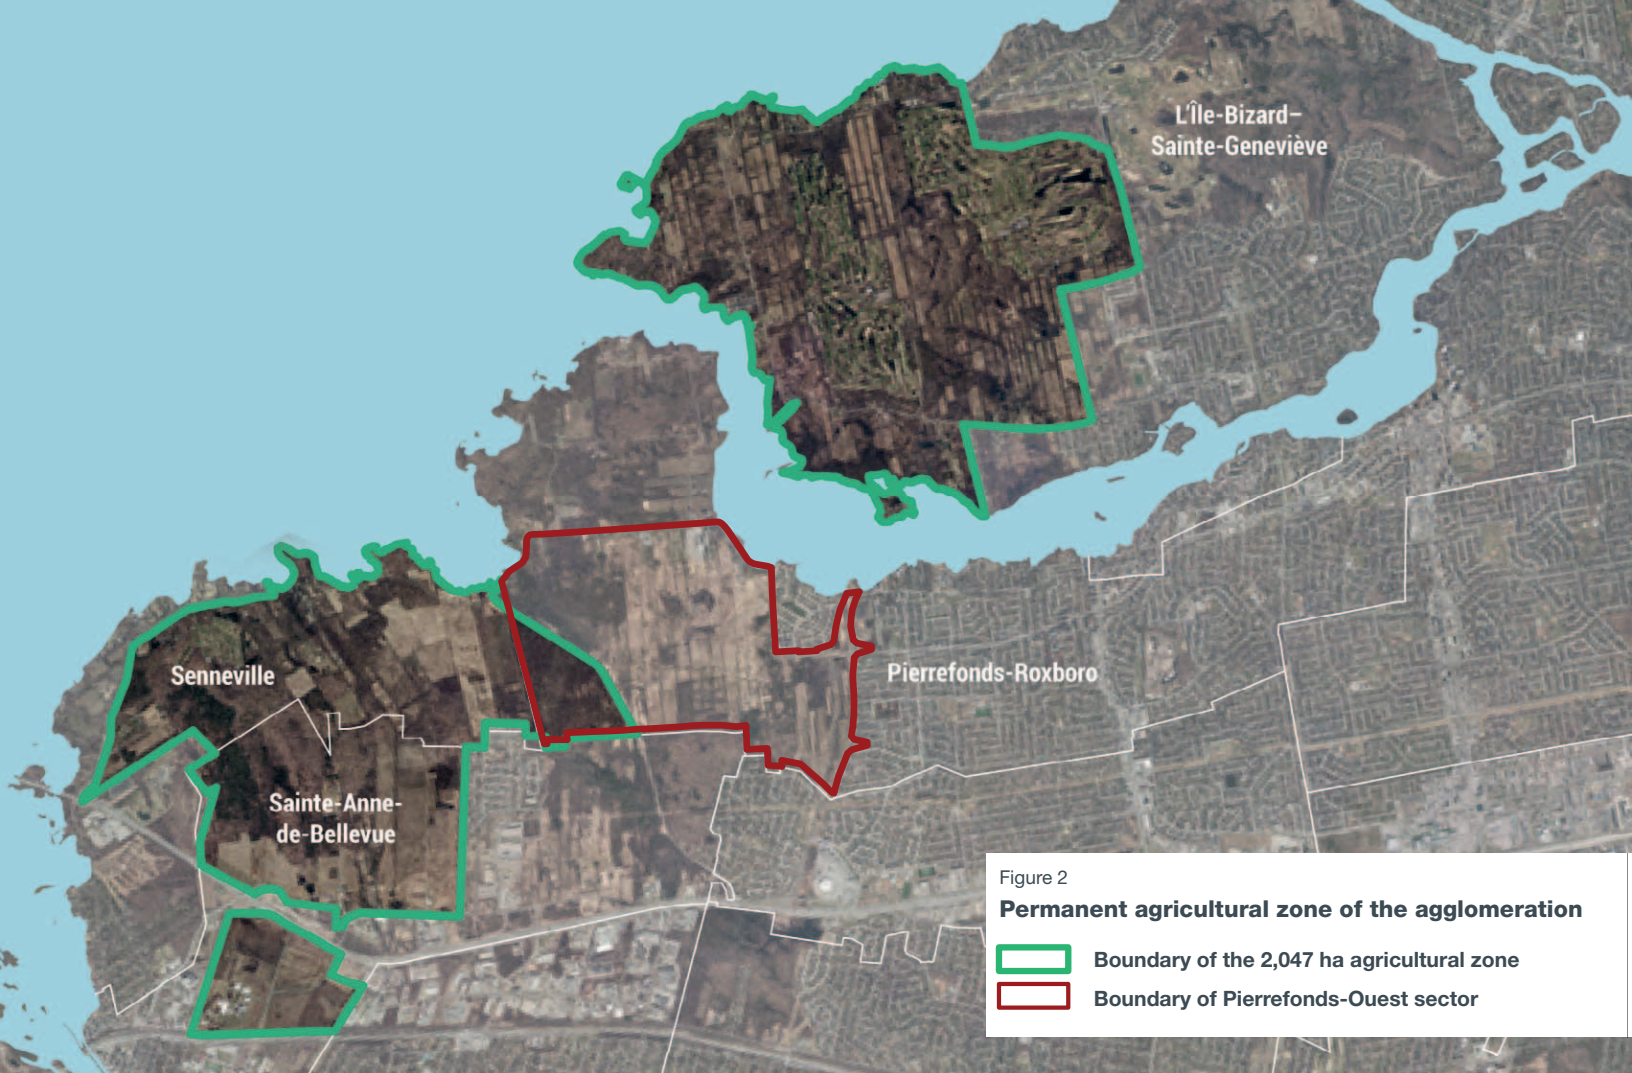 L'Île-Bizard–
Sainte-Geneviève
Senneville
Pierrefonds-Roxboro
Sainte-Anne-
de-Bellevue
Figure 2
Permanent agricultural zone of the agglomeration
Boundary of the 2,047 ha agricultural zone
Boundary of Pierrefonds-Ouest sector